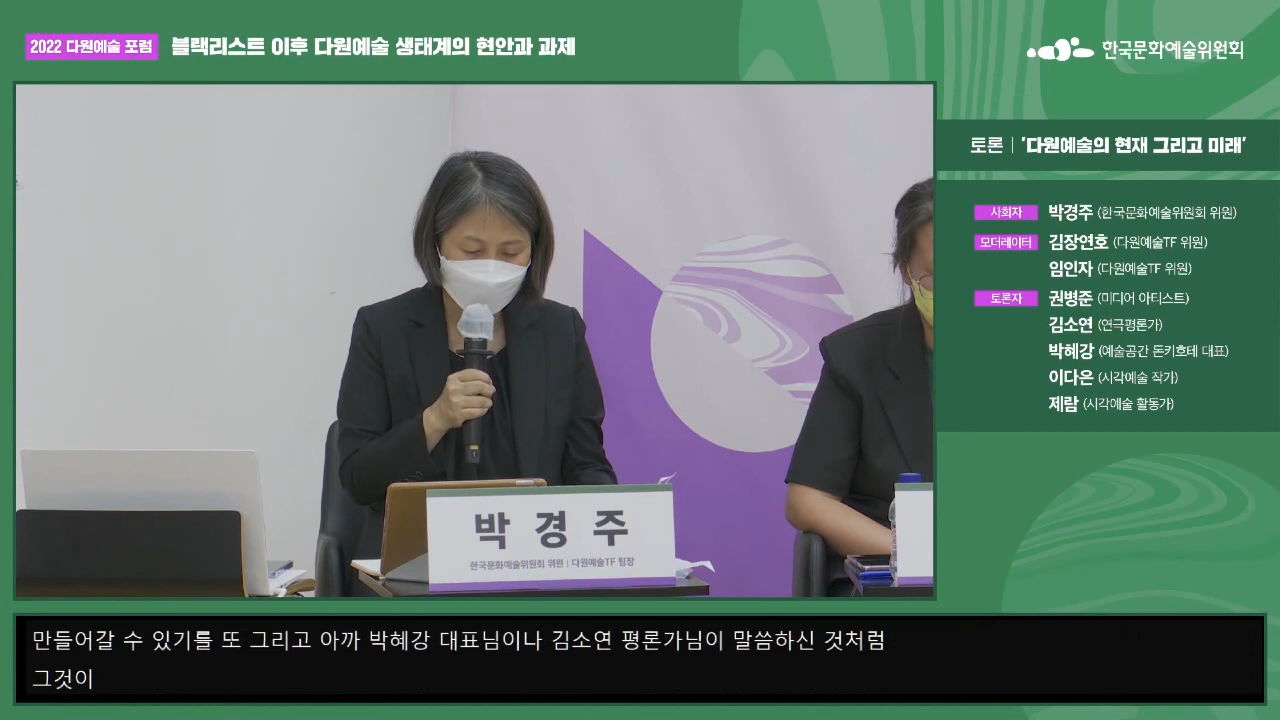 2022 다원예술 포럼 블랙리스트 이후 다원예술 생태계의 현안과 과제
한국문화예술위원회
토론 | '다원예술의 현재 그리고 미래'
사회자 박경주 (한국문화예술위원회 위원)
모더레이터 김장연호 (다원예술TF 위원)
임인자 (다원예술TF 위원)
토론자 권병준 (미디어 아티스트)
김소연 (연극평론가)
박혜강 (예술공간 돈키호테 대표)
이다은 (시각예술 작가)
제람 (시각예술 활동가)
박 경 주
한국문화예술위원회 위원 | 다원예술TF 팀장
만들어갈 수 있기를 또 그리고 아까 박혜강 대표님이나 김소연 평론가님이 말씀하신 것처럼
그것이